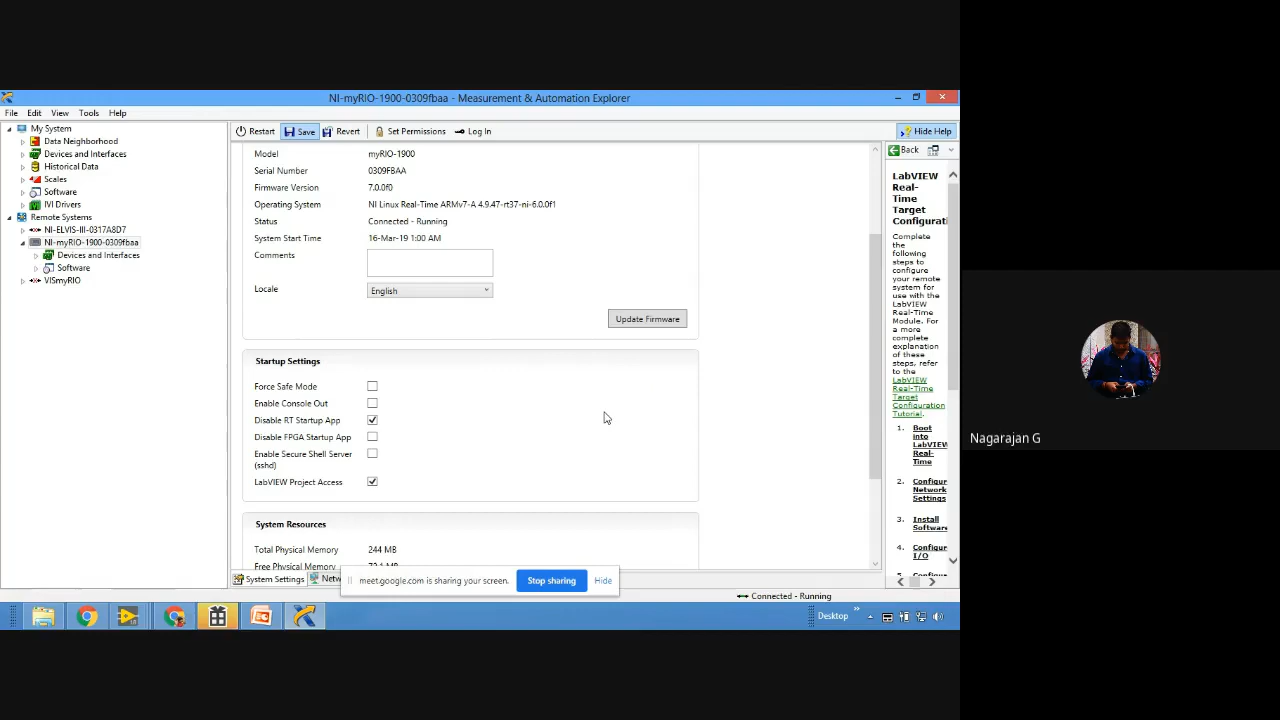 NI-myRIO-1900-0309fbaa - Measurement & Automation Explorer
File Edit View Tools Help
My System
Data Neighborhood
Devices and Interfaces
Historical Data
Scales
Software
IVI Drivers
Remote Systems
NI-ELVIS-III-0317A8D7
NI-myRIO-1900-0309fbaa
Devices and Interfaces
Software
VISmyRIO
Restart Save Revert Set Permissions Log In
Hide Help
Model myRIO-1900
Serial Number 0309FBAA
Firmware Version 7.0.0f0
Operating System NI Linux Real-Time ARMv7-A 4.9.47-rt37-ni-6.0.0f1
Status Connected - Running
System Start Time 16-Mar-19 1:00 AM
Comments
Locale English
Update Firmware
Startup Settings
Force Safe Mode
Enable Console Out
Disable RT Startup App
Disable FPGA Startup App
Enable Secure Shell Server
(sshd)
LabVIEW Project Access
System Resources
Total Physical Memory 244 MB
Free Physical Memory 72.1 MB
System Settings Netw
Back
LabVIEW
Real-
Time
Target
Configurati
Complete
the
following
steps to
configure
your remote
system for
use with the
LabVIEW
Real-Time
Module. For
a more
complete
explanation
of these
steps, refer
to the
LabVIEW
Real-Time
Target
Configuration
Tutorial.
1. Boot
into
LabVIEW
Real-
Time
2. Configur
Network
Settings
3. Install
Softwar
4. Configur
I/O
meet.google.com is sharing your screen. Stop sharing Hide
Connected - Running
Desktop
Nagarajan G